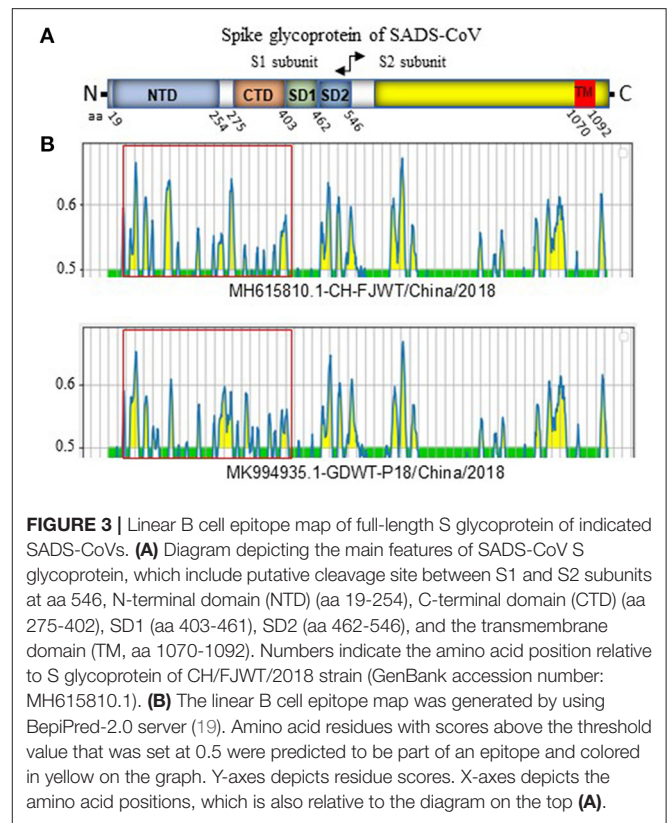 A
Spike glycoprotein of SADS-CoV
S1 subunit S2 subunit
N NTD CTD SD1 SD2 TM C
aa 19 254 275 403 462 546 1070 1092
B
0.6
0.5
MH615810.1-CH-FJWT/China/2018
0.6
0.5
MK994935.1-GDWT-P18/China/2018
FIGURE 3 | Linear B cell epitope map of full-length S glycoprotein of indicated
SADS-CoVs. (A) Diagram depicting the main features of SADS-CoV S
glycoprotein, which include putative cleavage site between S1 and S2 subunits
at aa 546, N-terminal domain (NTD) (aa 19-254), C-terminal domain (CTD) (aa
275-402), SD1 (aa 403-461), SD2 (aa 462-546), and the transmembrane
domain (TM, aa 1070-1092). Numbers indicate the amino acid position relative
to S glycoprotein of CH/FJWT/2018 strain (GenBank accession number:
MH615810.1). (B) The linear B cell epitope map was generated by using
BepiPred-2.0 server (19). Amino acid residues with scores above the threshold
value that was set at 0.5 were predicted to be part of an epitope and colored
in yellow on the graph. Y-axes depicts residue scores. X-axes depicts the
amino acid positions, which is also relative to the diagram on the top (A).